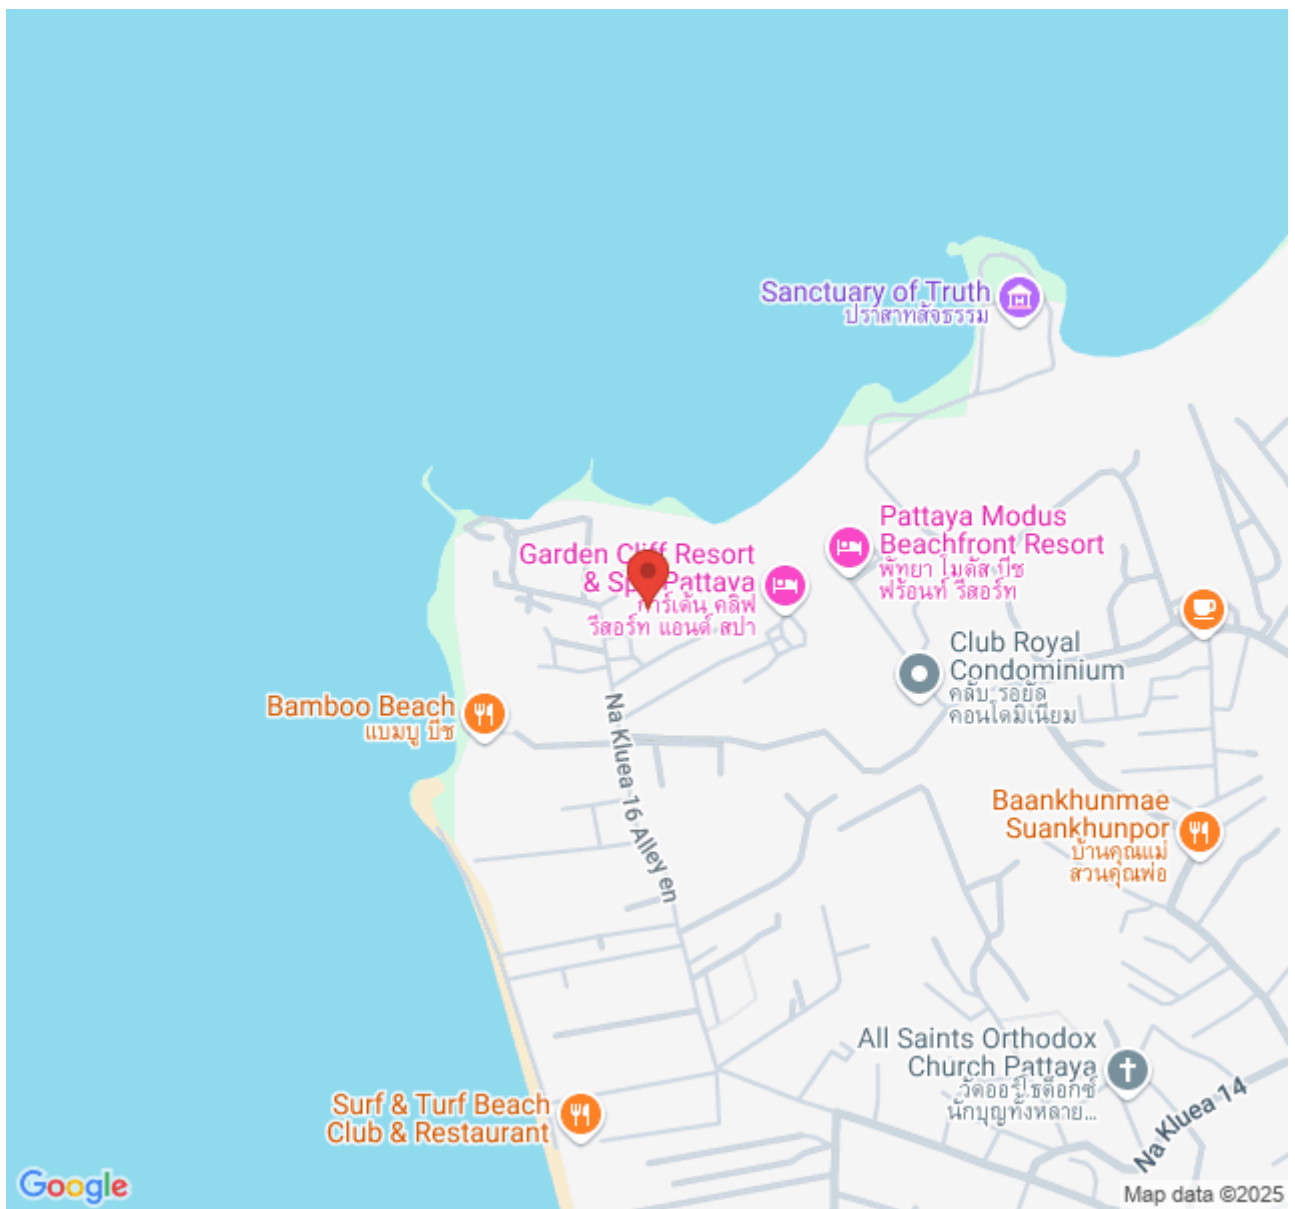 Sanctuary of Truth
ปราสาทสัจธรรม
Pattaya Modus
Beachfront Resort
พัทยา โมดัส บีช
ฟร้อนท์ รีสอร์ท
Garden Cliff Resort
& Spa Pattaya
การ์เด้น คลิฟ
รีสอร์ท แอนด์ สปา
Club Royal
Condominium
คลับ รอยัล
คอนโดมิเนียม
Bamboo Beach
แบมบู บีช
Na Kluea 16 Alley en
Baankhunmae
Suankhunpor
บ้านคุณแม่
สวนคุณพ่อ
All Saints Orthodox
Church Pattaya
วัดออร์โธด็อกซ์
นักบุญทั้งหลาย...
Na Kluea 14
Surf & Turf Beach
Club & Restaurant
Google
Map data ©2025